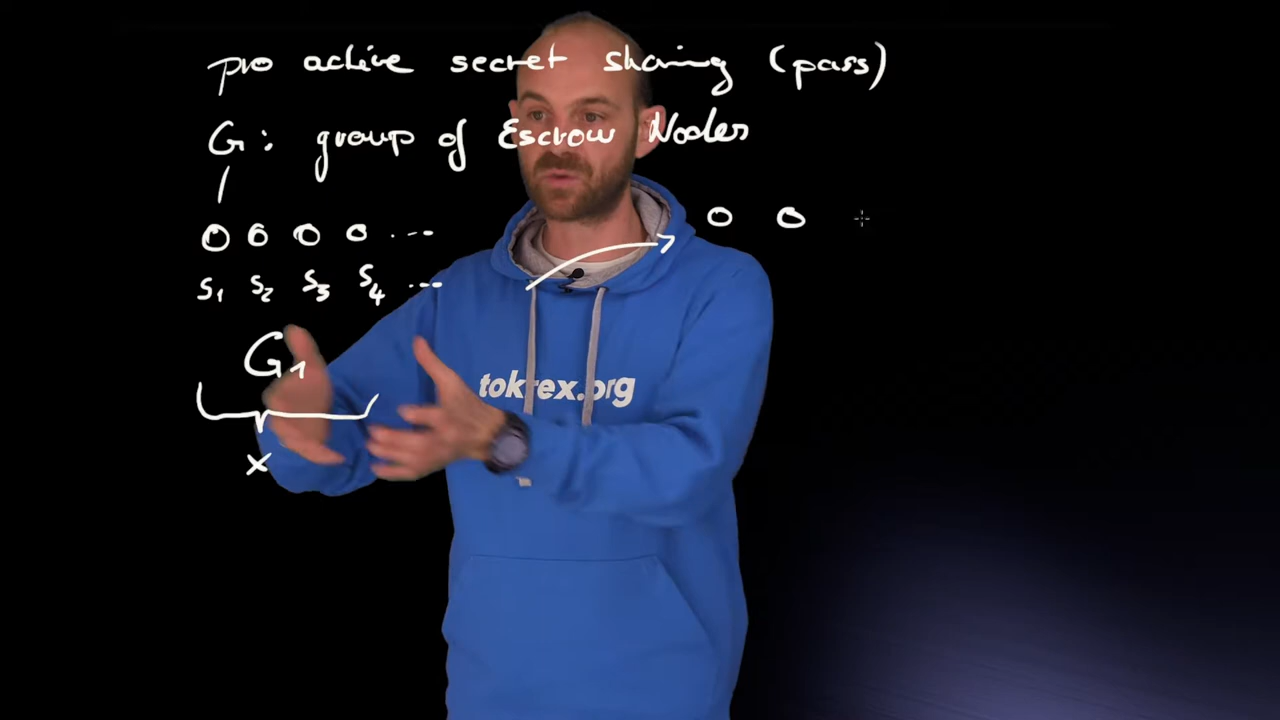 pro active secret sharing (pass)
G: group of Escrow Nodes
0 0 0 0 ... 0 0
S1 S2 S3 S4 ...
G1
x
tokrex.org